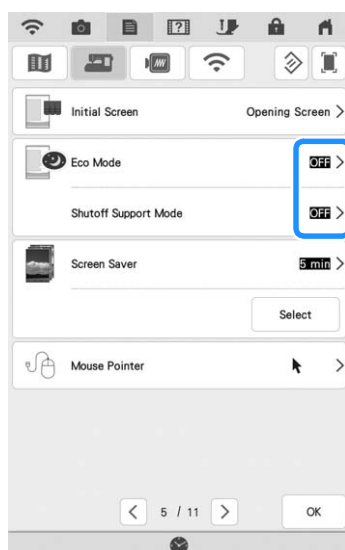 Initial Screen Opening Screen >
Eco Mode OFF >
Shutoff Support Mode OFF >
Screen Saver 5 min >
Select
Mouse Pointer >
< 5 / 11 > OK